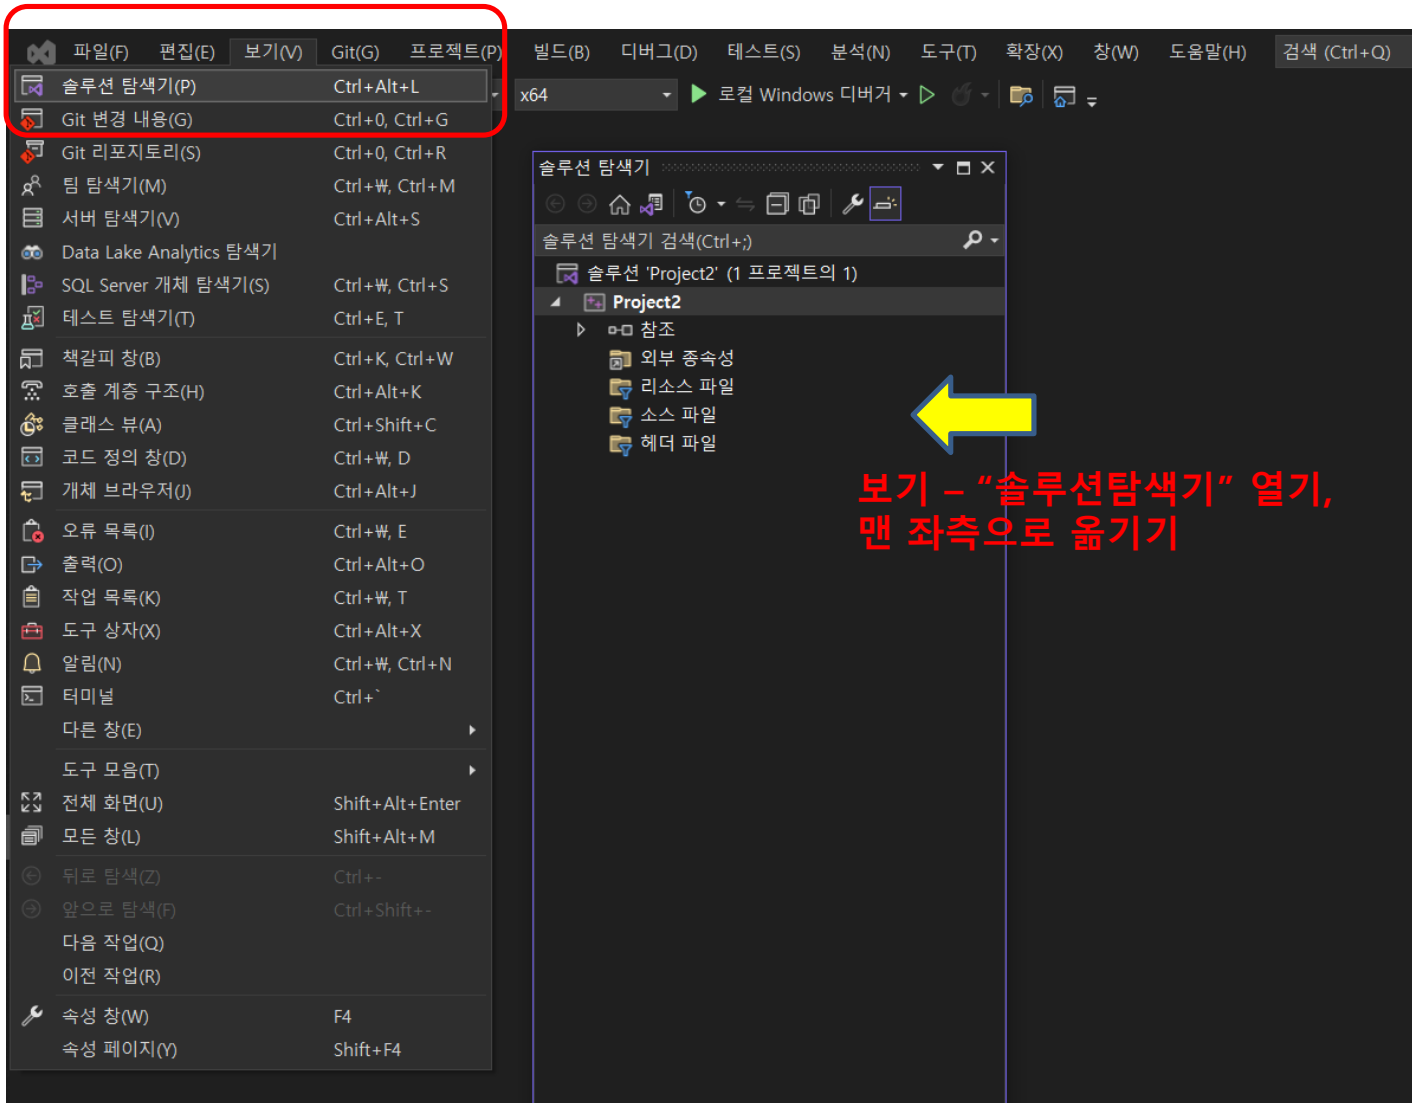 파일(F) 편집(E) 보기(V) Git(G) 프로젝트(P) 빌드(B) 디버그(D) 테스트(S) 분석(N) 도구(T) 확장(X) 창(W) 도움말(H) 검색 (Ctrl+Q)
x64 로컬 Windows 디버거
솔루션 탐색기(P) Ctrl+Alt+L
Git 변경 내용(G) Ctrl+0, Ctrl+G
Git 리포지토리(S) Ctrl+0, Ctrl+R
팀 탐색기(M) Ctrl+₩, Ctrl+M
서버 탐색기(V) Ctrl+Alt+S
Data Lake Analytics 탐색기
SQL Server 개체 탐색기(S) Ctrl+₩, Ctrl+S
테스트 탐색기(T) Ctrl+E, T
책갈피 창(B) Ctrl+K, Ctrl+W
호출 계층 구조(H) Ctrl+Alt+K
클래스 뷰(A) Ctrl+Shift+C
코드 정의 창(D) Ctrl+₩, D
개체 브라우저(J) Ctrl+Alt+J
오류 목록(I) Ctrl+₩, E
출력(O) Ctrl+Alt+O
작업 목록(K) Ctrl+₩, T
도구 상자(X) Ctrl+Alt+X
알림(N) Ctrl+₩, Ctrl+N
터미널 Ctrl+`
다른 창(E)
도구 모음(T)
전체 화면(U) Shift+Alt+Enter
모든 창(L) Shift+Alt+M
뒤로 탐색(Z) Ctrl+-
앞으로 탐색(F) Ctrl+Shift+-
다음 작업(Q)
이전 작업(R)
속성 창(W) F4
속성 페이지(Y) Shift+F4
솔루션 탐색기
솔루션 탐색기 검색(Ctrl+;)
솔루션 'Project2' (1 프로젝트의 1)
Project2
참조
외부 종속성
리소스 파일
소스 파일
헤더 파일
보기 – “솔루션탐색기” 열기,
맨 좌측으로 옮기기